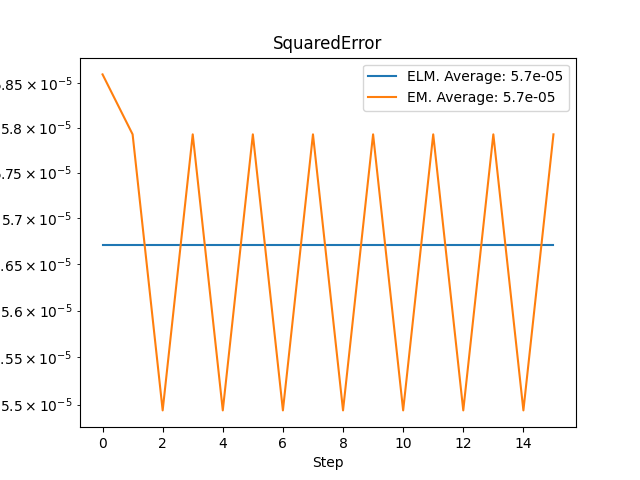 SquaredError
ELM. Average: 5.7e-05
EM. Average: 5.7e-05
.85 × 10⁻⁵
5.8 × 10⁻⁵
.75 × 10⁻⁵
5.7 × 10⁻⁵
.65 × 10⁻⁵
5.6 × 10⁻⁵
.55 × 10⁻⁵
5.5 × 10⁻⁵
0 2 4 6 8 10 12 14
Step